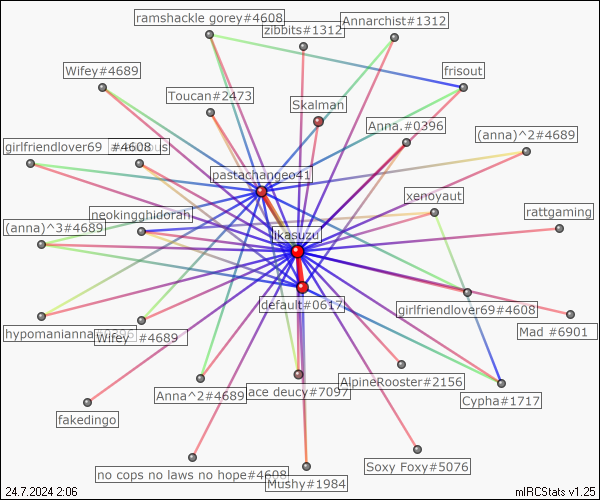 ramshackle gorey#4608
zibbits#1312
Annarchist#1312
Wifey#4689
frisout
Toucan#2473
Skalman
Anna.#0396
(anna)^2#4689
girlfriendlover69
#4608
pastachangeo41
xenoyaut
neokingghidorah
rattgaming
(anna)^3#4689
ikasuzu
default#0617
girlfriendlover69#4608
hypomanianna
Wifey
#4689
Mad
#6901
AlpineRooster#2156
Anna^2#4689
ace deucy#7097
Cypha#1717
fakedingo
no cops no laws no hope#4608
Soxy Foxy#5076
Mushy#1984
24.7.2024 2:06
mIRCStats v1.25